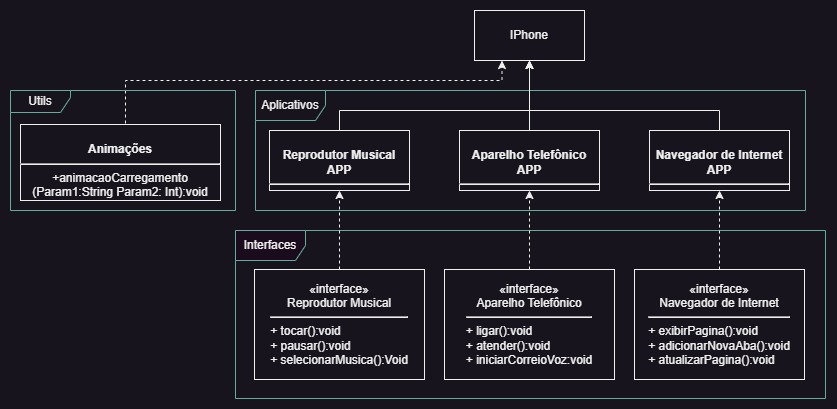 IPhone
Utils
Animações
+animacaoCarregamento
(Param1:String Param2: Int):void
Aplicativos
Reprodutor Musical
APP
Aparelho Telefônico
APP
Navegador de Internet
APP
Interfaces
«interface»
Reprodutor Musical
+ tocar():void
+ pausar():void
+ selecionarMusica():Void
«interface»
Aparelho Telefônico
+ ligar():void
+ atender():void
+ iniciarCorreioVoz:void
«interface»
Navegador de Internet
+ exibirPagina():void
+ adicionarNovaAba():void
+ atualizarPagina():void